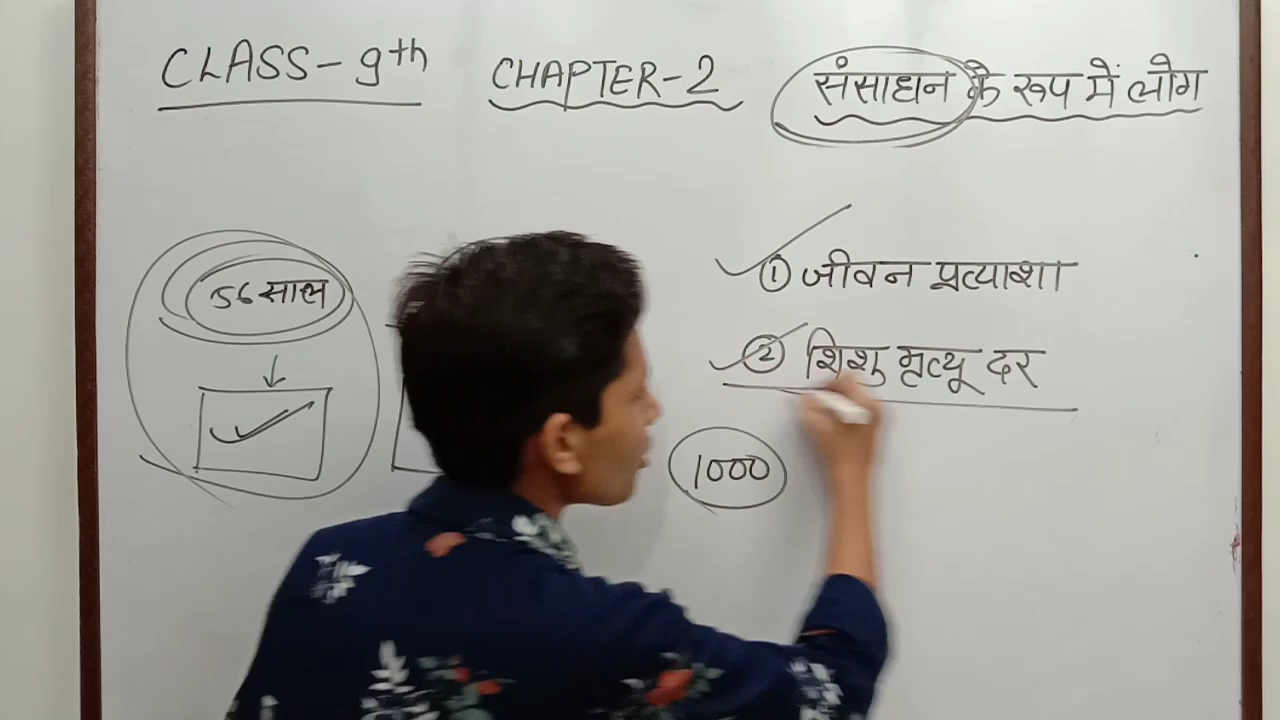 CLASS - 9th CHAPTER-2 संसाधन के रूप में लोग
56 साल
① जीवन प्रत्याशा
② शिशु मृत्यू दर
1000